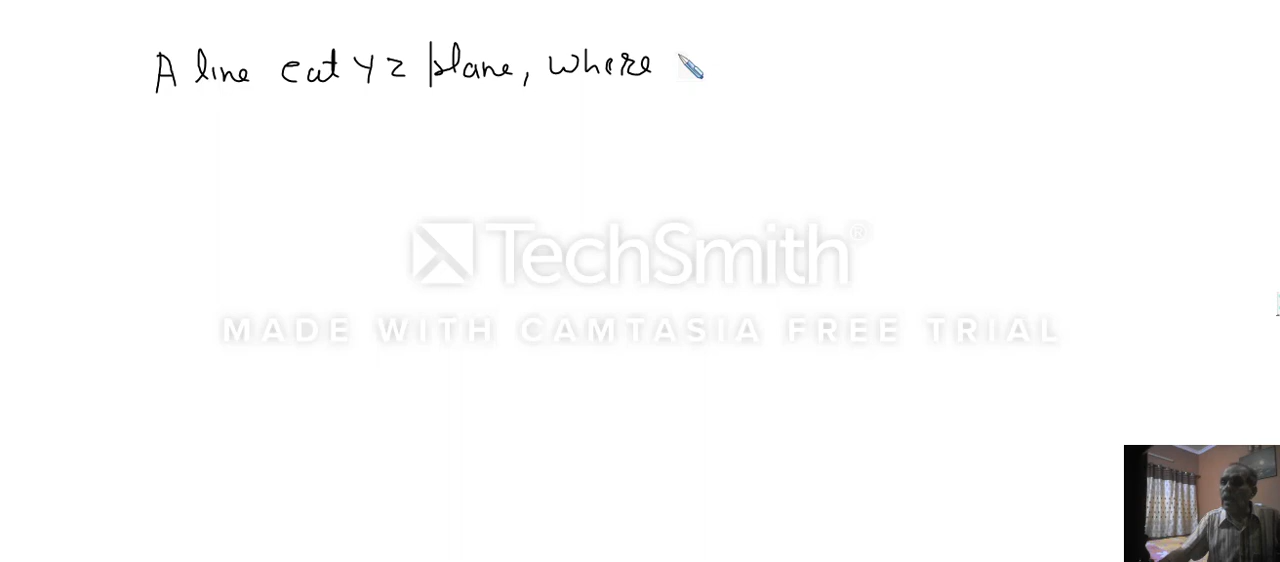 A line cut YZ plane, where
TechSmith®
MADE WITH CAMTASIA FREE TRIAL